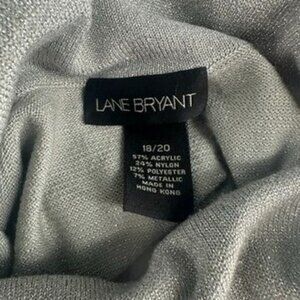 LANE BRYANT
18/20
57% ACRYLIC
24% NYLON
12% POLYESTER
7% METALLIC
MADE IN
HONG KONG